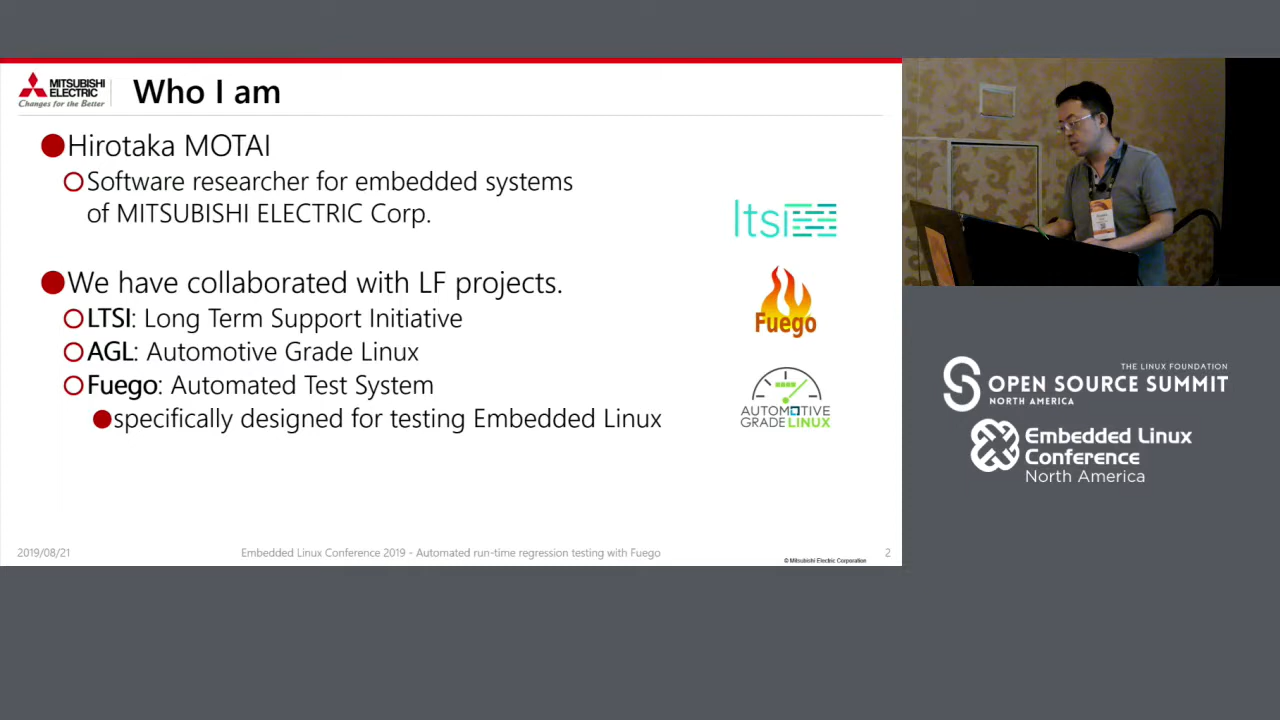 MITSUBISHI
ELECTRIC
Changes for the Better
Who I am
Hirotaka MOTAI
Software researcher for embedded systems
of MITSUBISHI ELECTRIC Corp.
We have collaborated with LF projects.
LTSI: Long Term Support Initiative
AGL: Automotive Grade Linux
Fuego: Automated Test System
specifically designed for testing Embedded Linux
ltsi
Fuego
AUTOMOTIVE
GRADELINUX
2019/08/21
Embedded Linux Conference 2019 - Automated run-time regression testing with Fuego
2
© Mitsubishi Electric Corporation
THE LINUX FOUNDATION
OPEN SOURCE SUMMIT
NORTH AMERICA
Embedded Linux
Conference
North America